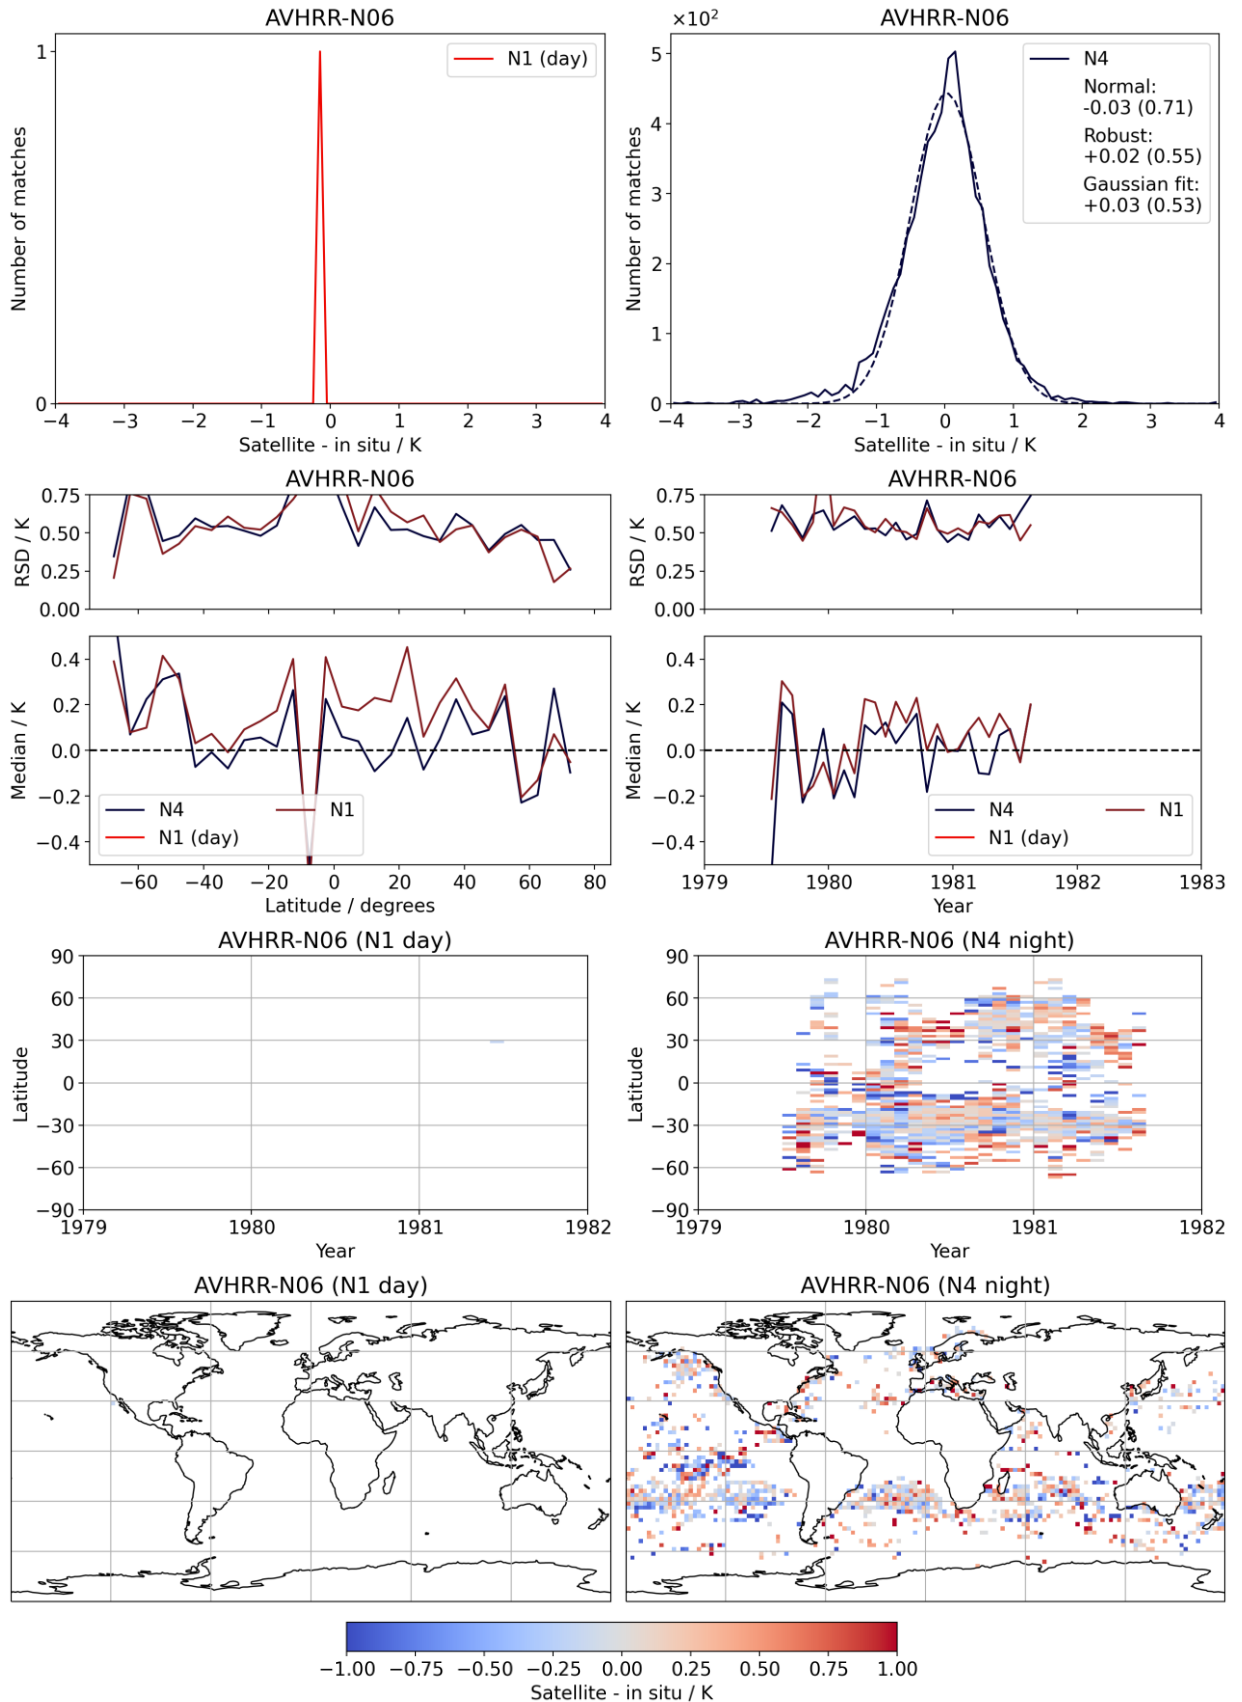 AVHRR-N06
1
0
Number of matches
N1 (day)
−4 −3 −2 −1 0 1 2 3 4
Satellite - in situ / K
×10²
AVHRR-N06
5
4
3
2
1
0
Number of matches
N4
Normal:
-0.03 (0.71)
Robust:
+0.02 (0.55)
Gaussian fit:
+0.03 (0.53)
−4 −3 −2 −1 0 1 2 3 4
Satellite - in situ / K
AVHRR-N06
0.75
0.50
0.25
0.00
RSD / K
0.4
0.2
0.0
−0.2
−0.4
Median / K
N4 N1
N1 (day)
−60 −40 −20 0 20 40 60 80
Latitude / degrees
AVHRR-N06
0.75
0.50
0.25
0.00
RSD / K
0.4
0.2
0.0
−0.2
−0.4
Median / K
N4 N1
N1 (day)
1979 1980 1981 1982 1983
Year
AVHRR-N06 (N1 day)
90
60
30
0
−30
−60
−90
Latitude
1979 1980 1981 1982
Year
AVHRR-N06 (N4 night)
90
60
30
0
−30
−60
−90
Latitude
1979 1980 1981 1982
Year
AVHRR-N06 (N1 day)
AVHRR-N06 (N4 night)
−1.00 −0.75 −0.50 −0.25 0.00 0.25 0.50 0.75 1.00
Satellite - in situ / K